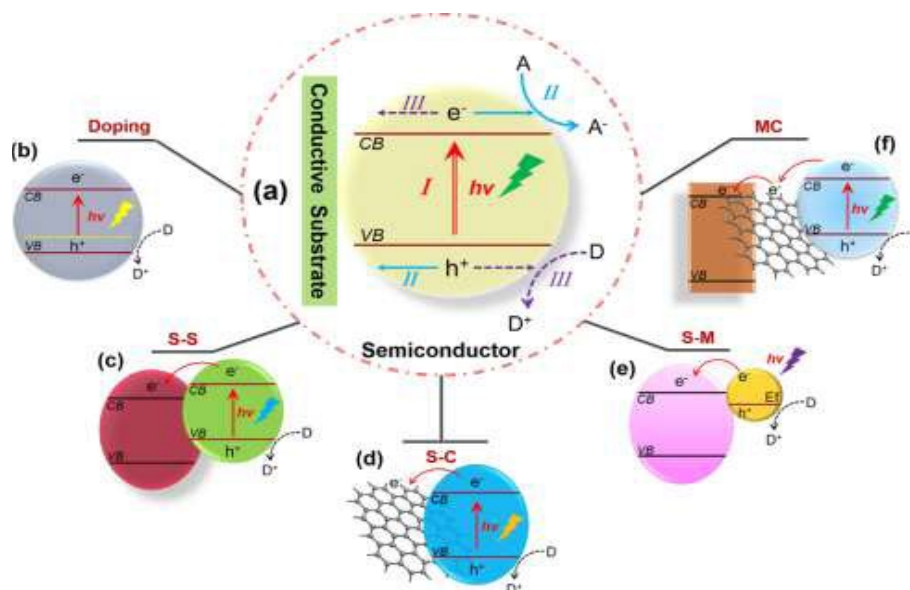 Doping
(b)
e-
CB
hv
VB
h+
D
D+
(a)
Conductive Substrate
III
e-
A
II
A-
CB
I
hv
VB
II
h+
III
D
D+
Semiconductor
MC
(f)
e-
e-
e-
CB
CB
hv
VB
h+
VB
D
D+
S-S
(c)
e-
e-
CB
CB
hv
VB
VB
h+
D
D+
(d)
S-C
e-
e-
CB
hv
VB
h+
D
D+
S-M
(e)
hv
e-
e-
CB
Ef
h+
VB
D
D+